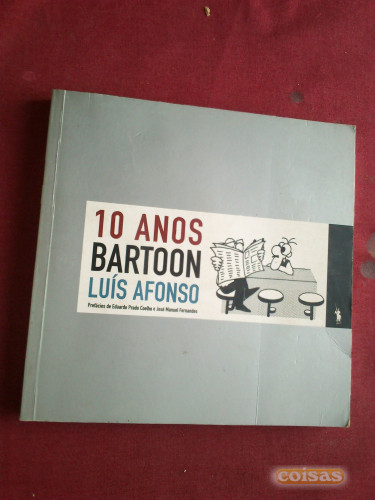 10 ANOS
BARTOON
LUÍS AFONSO
Prefácios de Eduardo Prado Coelho e José Manuel Fernandes
coisas